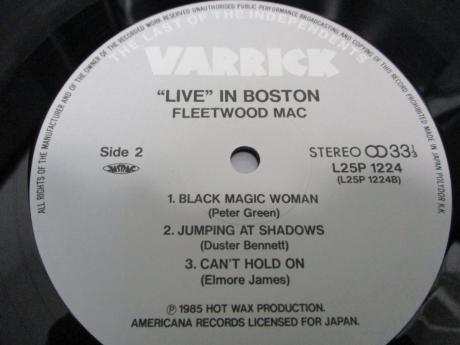 ALL RIGHTS OF THE MANUFACTURER AND OF THE OWNER OF THE RECORDED WORK RESERVED UNAUTHORISED PUBLIC PERFORMANCE BROADCASTING AND COPYING OF THIS RECORD PROHIBITED MADE IN JAPAN POLYDOR K.K.
THE LAST OF THE INDEPENDENTS
VARRICK
“LIVE” IN BOSTON
FLEETWOOD MAC
Side 2
STEREO 33⅓
L25P 1224
(L25P 1224B)
1. BLACK MAGIC WOMAN
(Peter Green)
2. JUMPING AT SHADOWS
(Duster Bennett)
3. CAN'T HOLD ON
(Elmore James)
Ⓟ 1985 HOT WAX PRODUCTION.
AMERICANA RECORDS LICENSED FOR JAPAN.